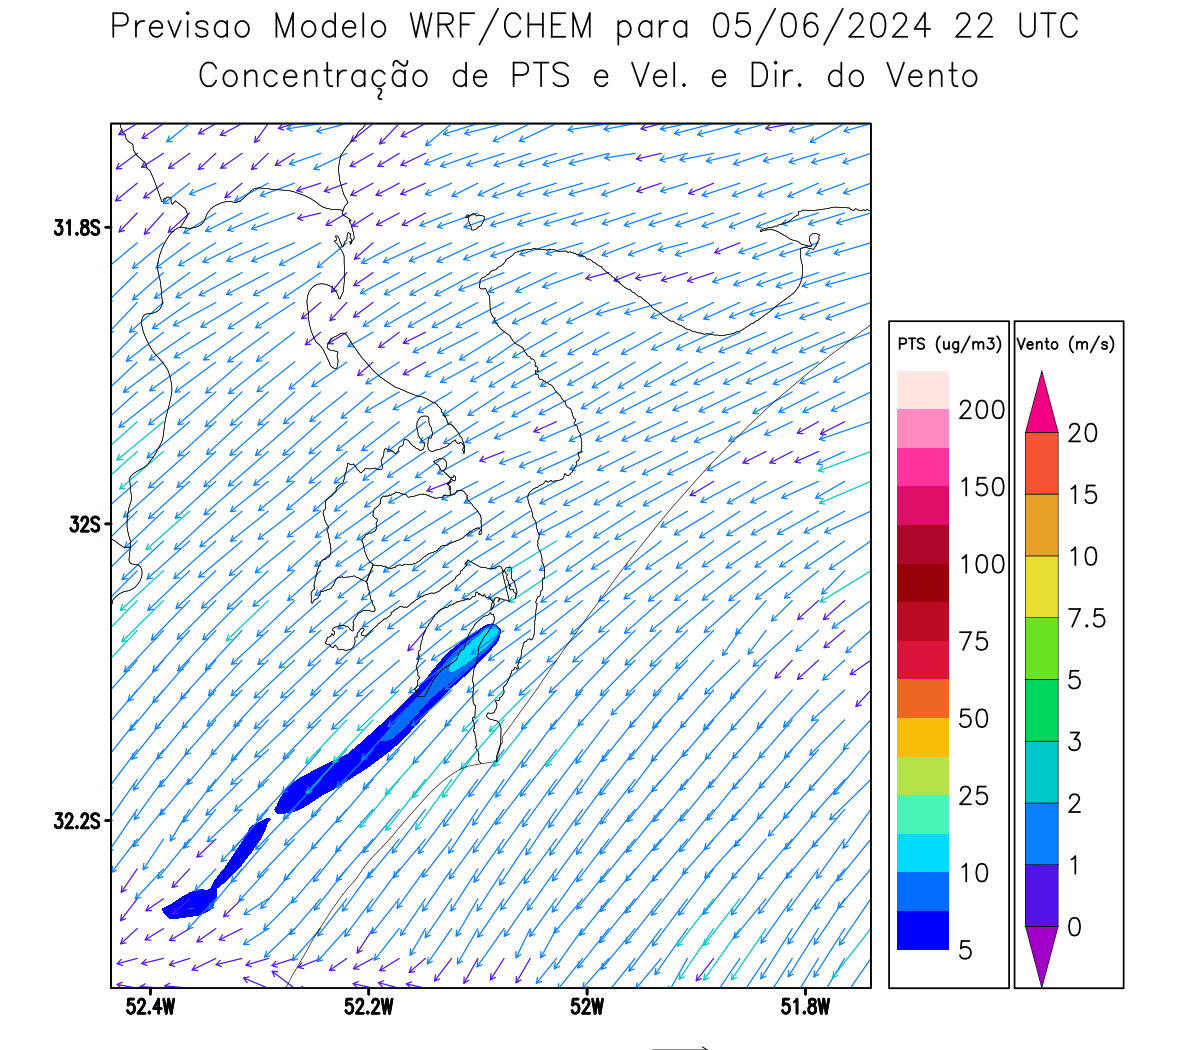 Previsao Modelo WRF/CHEM para 05/06/2024 22 UTC
Concentração de PTS e Vel. e Dir. do Vento
31.8S
32S
32.2S
52.4W
52.2W
52W
51.8W
PTS (ug/m3)
200
150
100
75
50
25
10
5
Vento (m/s)
20
15
10
7.5
5
3
2
1
0